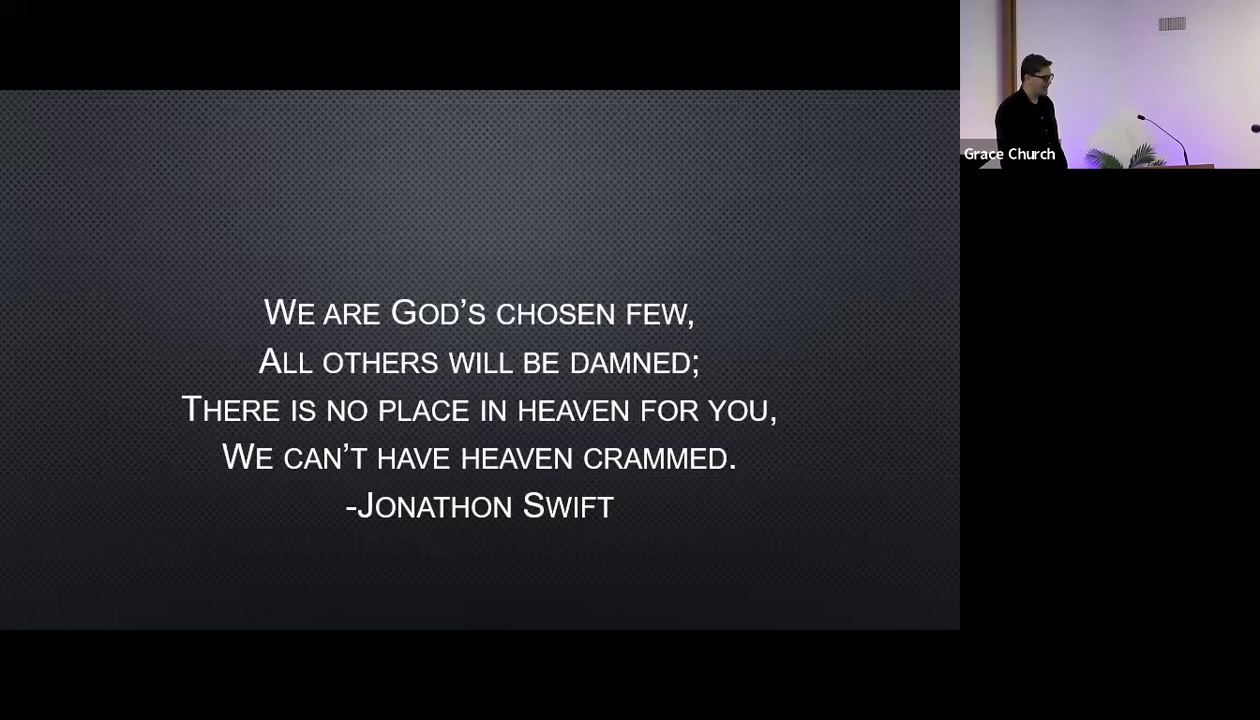 We are God’s chosen few,
All others will be damned;
There is no place in heaven for you,
We can’t have heaven crammed.
-Jonathon Swift
Grace Church